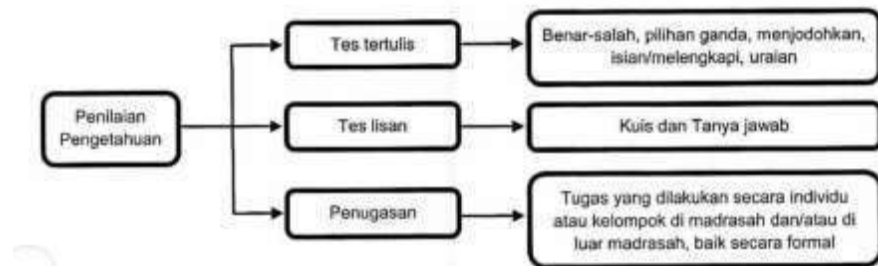 Penilaian
Pengetahuan
Tes tertulis
Benar-salah, pilihan ganda, menjodohkan,
isian/melengkapi, uraian
Tes lisan
Kuis dan Tanya jawab
Penugasan
Tugas yang dilakukan secara individu
atau kelompok di madrasah dan/atau di
luar madrasah, baik secara formal